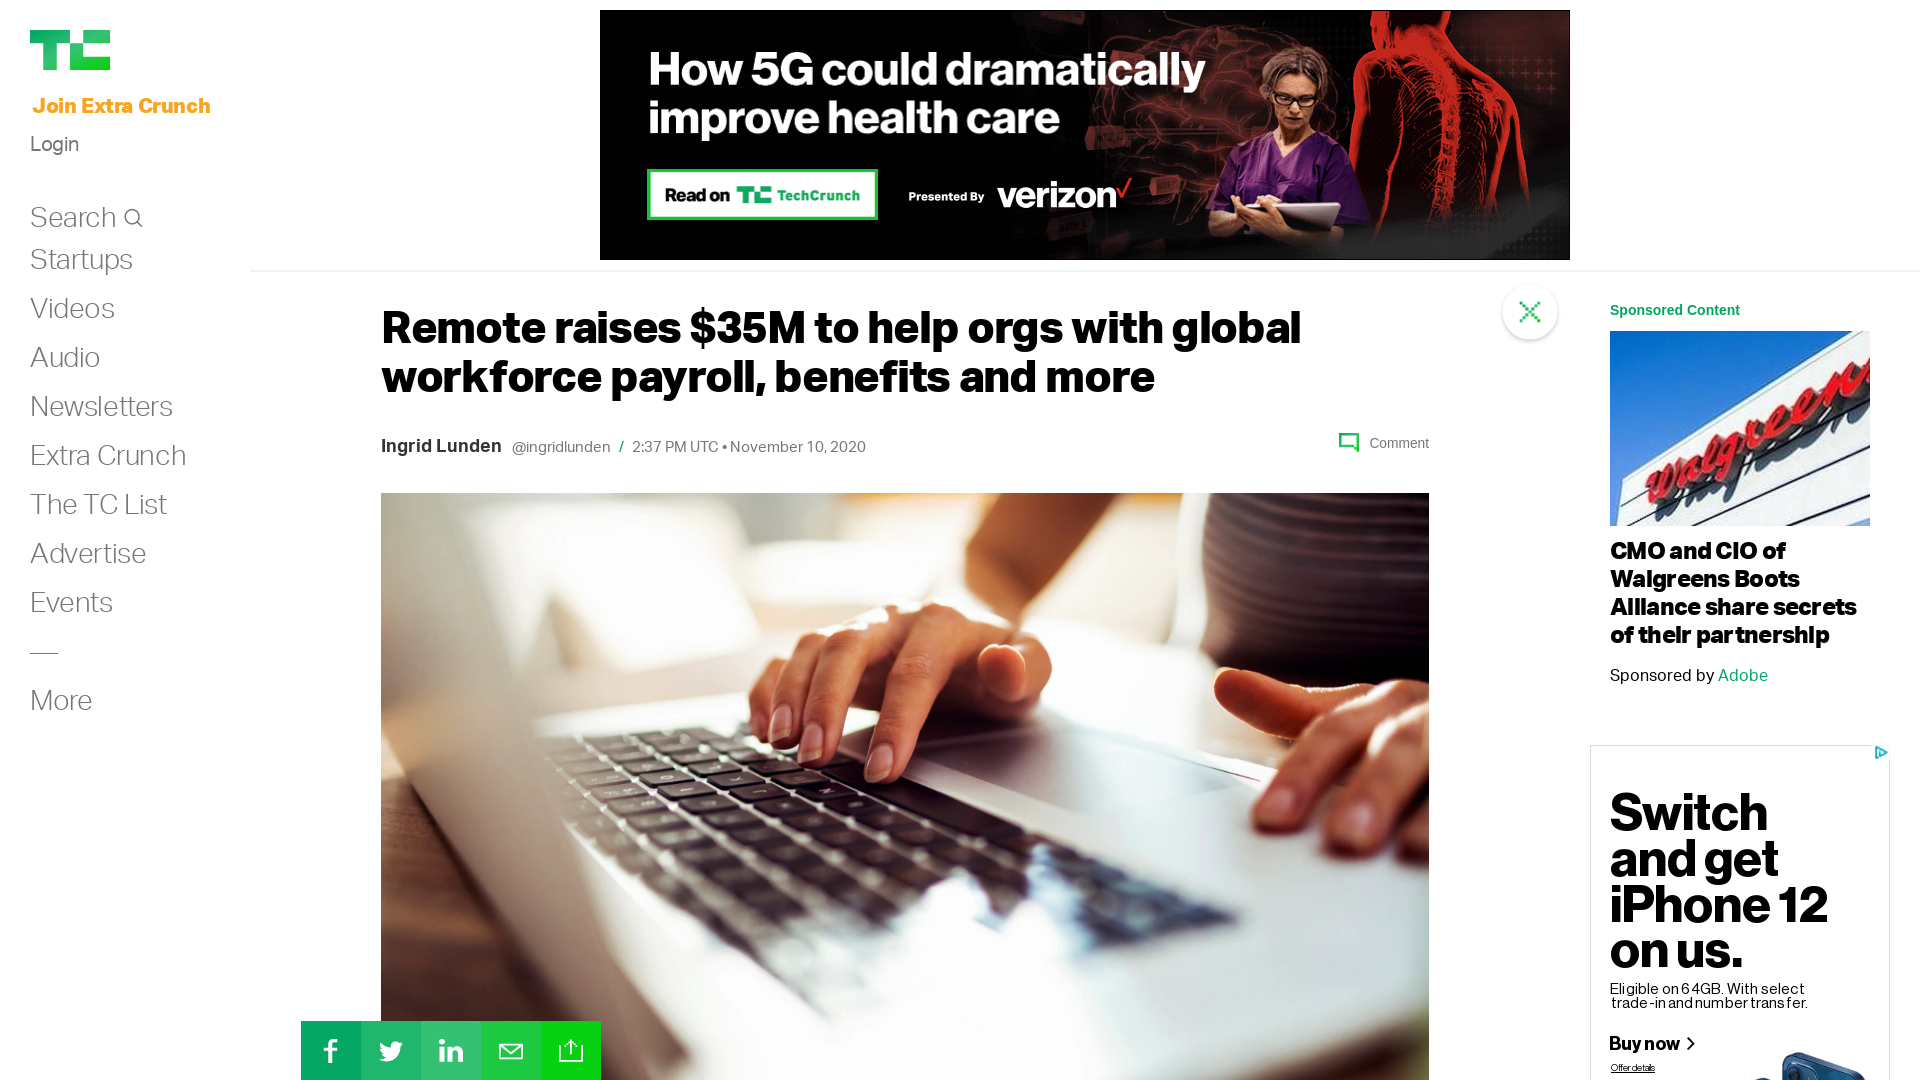 TC
Join Extra Crunch
Login
Search
Startups
Videos
Audio
Newsletters
Extra Crunch
The TC List
Advertise
Events
More
How 5G could dramatically
improve health care
Read on TC TechCrunch
Presented By verizon
Remote raises $35M to help orgs with global
workforce payroll, benefits and more
Ingrid Lunden @ingridlunden / 2:37 PM UTC • November 10, 2020
Comment
Sponsored Content
Walgreens
CMO and CIO of
Walgreens Boots
Alliance share secrets
of their partnership
Sponsored by Adobe
Switch
and get
iPhone 12
on us.
Eligible on 64GB. With select
trade-in and number transfer.
Buy now
Offer details